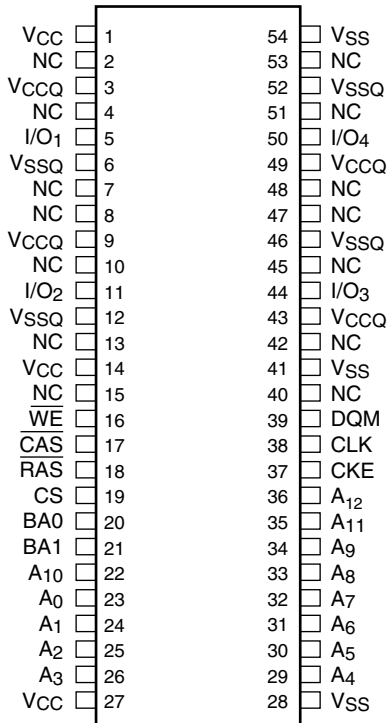 VCC 1 54 VSS
NC 2 53 NC
VCCQ 3 52 VSSQ
NC 4 51 NC
I/O1 5 50 I/O4
VSSQ 6 49 VCCQ
NC 7 48 NC
NC 8 47 NC
VCCQ 9 46 VSSQ
NC 10 45 NC
I/O2 11 44 I/O3
VSSQ 12 43 VCCQ
NC 13 42 NC
VCC 14 41 VSS
NC 15 40 NC
W̅E̅ 16 39 DQM
C̅A̅S̅ 17 38 CLK
R̅A̅S̅ 18 37 CKE
CS 19 36 A12
BA0 20 35 A11
BA1 21 34 A9
A10 22 33 A8
A0 23 32 A7
A1 24 31 A6
A2 25 30 A5
A3 26 29 A4
VCC 27 28 VSS